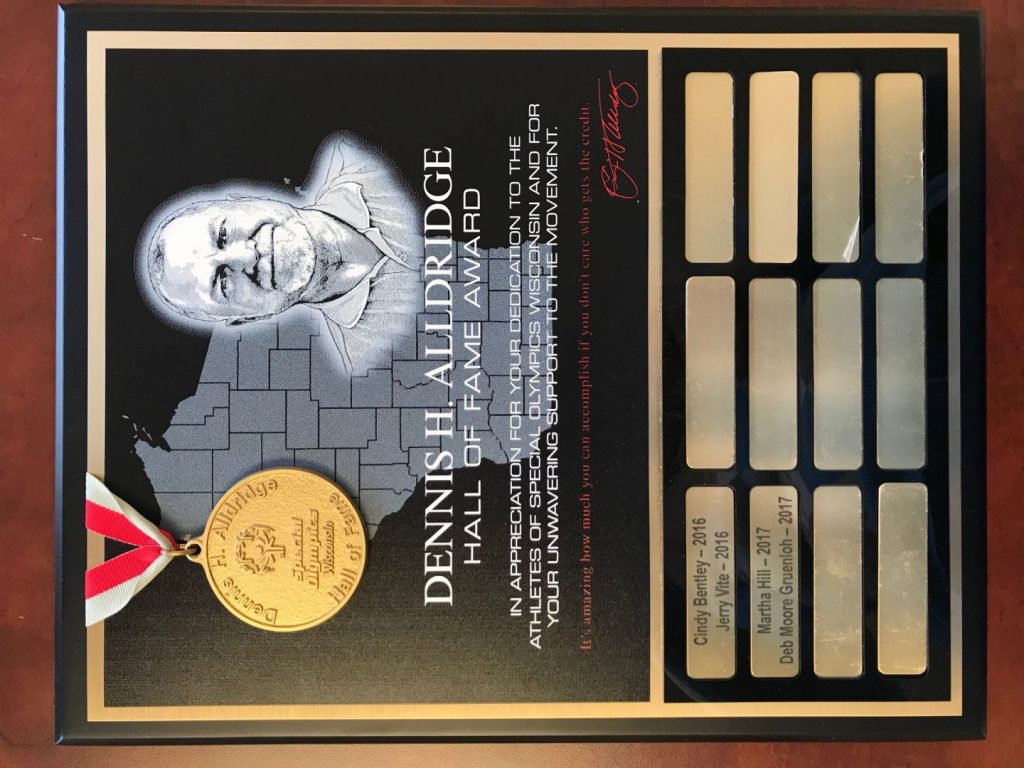 DENNIS H. ALLDRIDGE
HALL OF FAME AWARD
IN APPRECIATION FOR YOUR DEDICATION TO THE
ATHLETES OF SPECIAL OLYMPICS WISCONSIN AND FOR
YOUR UNWAVERING SUPPORT TO THE MOVEMENT.
It's amazing how much you can accomplish if you don't care who gets the credit.
Dennis H. Alldridge
Special
Olympics
Wisconsin
Hall of Fame
Cindy Bentley – 2016
Jerry Vite – 2016
Martha Hill – 2017
Deb Moore Gruenloh – 2017